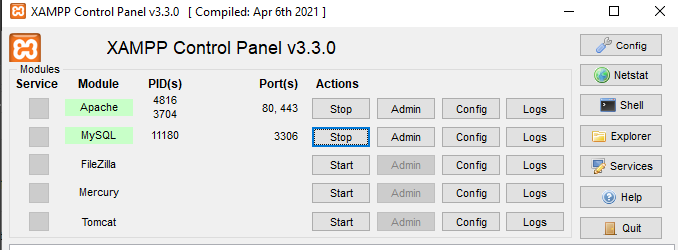 XAMPP Control Panel v3.3.0 [ Compiled: Apr 6th 2021 ]
XAMPP Control Panel v3.3.0
Config
Modules
Service Module PID(s) Port(s) Actions
Netstat
Apache 4816 3704 80, 443 Stop Admin Config Logs
Shell
MySQL 11180 3306 Stop Admin Config Logs
Explorer
FileZilla Start Admin Config Logs
Services
Mercury Start Admin Config Logs
Help
Tomcat Start Admin Config Logs
Quit